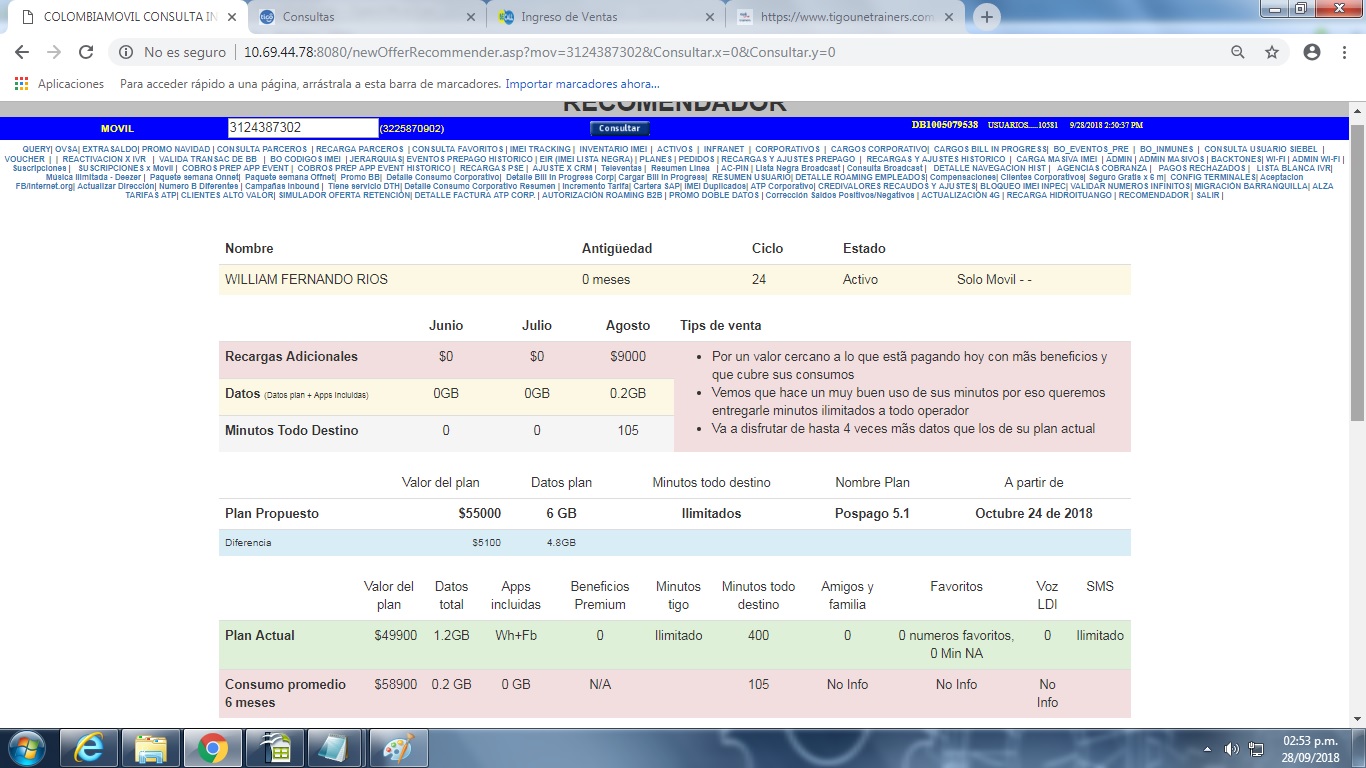 COLOMBIAMOVIL CONSULTA IN
Consultas
Ingreso de Ventas
https://www.tigounetrainers.com
No es seguro | 10.69.44.78:8080/newOfferRecommender.asp?mov=3124387302&Consultar.x=0&Consultar.y=0
Aplicaciones Para acceder rápido a una página, arrástrala a esta barra de marcadores. Importar marcadores ahora...
RECOMENDADOR
MOVIL 3124387302 (3225870902) Consultar DB1005079538 USUARIOS.....10581 9/28/2018 2:50:37 PM
QUERY| OVSA| EXTRASALDO| PROMO NAVIDAD | CONSULTA PARCEROS | RECARGA PARCEROS | CONSULTA FAVORITOS | IMEI TRACKING | INVENTARIO IMEI | ACTIVOS | INFRANET | CORPORATIVOS | CARGOS CORPORATIVO| CARGOS BILL IN PROGRESS| BO_EVENTOS_PRE | BO_INMUNES | CONSULTA USUARIO SIEBEL |
VOUCHER | | REACTIVACION X IVR | VALIDA TRANSAC DE BB | BO CODIGOS IMEI | JERARQUIAS| EVENTOS PREPAGO HISTORICO | EIR (IMEI LISTA NEGRA) | PLANES | PEDIDOS | RECARGAS Y AJUSTES PREPAGO | RECARGAS Y AJUSTES HISTORICO | CARGA MASIVA IMEI | ADMIN | ADMIN MASIVOS | BACKTONES| WI-FI | ADMIN WI-FI |
Suscripciones | SUSCRIPCIONES x Movil | COBROS PREP APP EVENT | COBROS PREP APP EVENT HISTORICO | RECARGAS PSE | AJUSTE X CRM | Televentas | Resumen Linea | AC-PIN | Lista Negra Broadcast | Consulta Broadcast | DETALLE NAVEGACION HIST | AGENCIAS COBRANZA | PAGOS RECHAZADOS | LISTA BLANCA IVR|
Musica Ilimitada - Deezer | Paquete semana Onnet| Paquete semana Offnet| Promo BB| Detalle Consumo Corporativo| Detalle Bill In Progress Corp| Cargar Bill In Progress| RESUMEN USUARIO| DETALLE ROAMING EMPLEADOS| Compensaciones| Clientes Corporativos| Seguro Gratis x 6 m| CONFIG TERMINALES| Aceptacion
FB/Internet.org| Actualizar Dirección| Numero B Diferentes | Campañas Inbound | Tiene servicio DTH| Detalle Consumo Corporativo Resumen | Incremento Tarifa| Cartera SAP| IMEI Duplicados| ATP Corporativo| CREDIVALORES RECAUDOS Y AJUSTES| BLOQUEO IMEI INPEC| VALIDAR NUMEROS INFINITOS| MIGRACIÓN BARRANQUILLA| ALZA
TARIFAS ATP| CLIENTES ALTO VALOR| SIMULADOR OFERTA RETENCIÓN| DETALLE FACTURA ATP CORP. | AUTORIZACIÓN ROAMING B2B | PROMO DOBLE DATOS | Corrección Saldos Positivos/Negativos | ACTUALIZACIÓN 4G | RECARGA HIDROITUANGO | RECOMENDADOR | SALIR |
Nombre Antigüedad Ciclo Estado
WILLIAM FERNANDO RIOS 0 meses 24 Activo Solo Movil - -
Junio Julio Agosto Tips de venta
Recargas Adicionales $0 $0 $9000
Datos (Datos plan + Apps Incluidas) 0GB 0GB 0.2GB
Minutos Todo Destino 0 0 105
• Por un valor cercano a lo que estã pagando hoy con mãs beneficios y
que cubre sus consumos
• Vemos que hace un muy buen uso de sus minutos por eso queremos
entregarle minutos ilimitados a todo operador
• Va a disfrutar de hasta 4 veces mãs datos que los de su plan actual
Valor del plan Datos plan Minutos todo destino Nombre Plan A partir de
Plan Propuesto $55000 6 GB Ilimitados Pospago 5.1 Octubre 24 de 2018
Diferencia $5100 4.8GB
Valor del Datos Apps Beneficios Minutos Minutos todo Amigos y Favoritos Voz SMS
plan total incluidas Premium tigo destino familia LDI
Plan Actual $49900 1.2GB Wh+Fb 0 Ilimitado 400 0 0 numeros favoritos, 0 Ilimitado
0 Min NA
Consumo promedio $58900 0.2 GB 0 GB N/A 105 No Info No Info No
6 meses Info
02:53 p.m.
28/09/2018